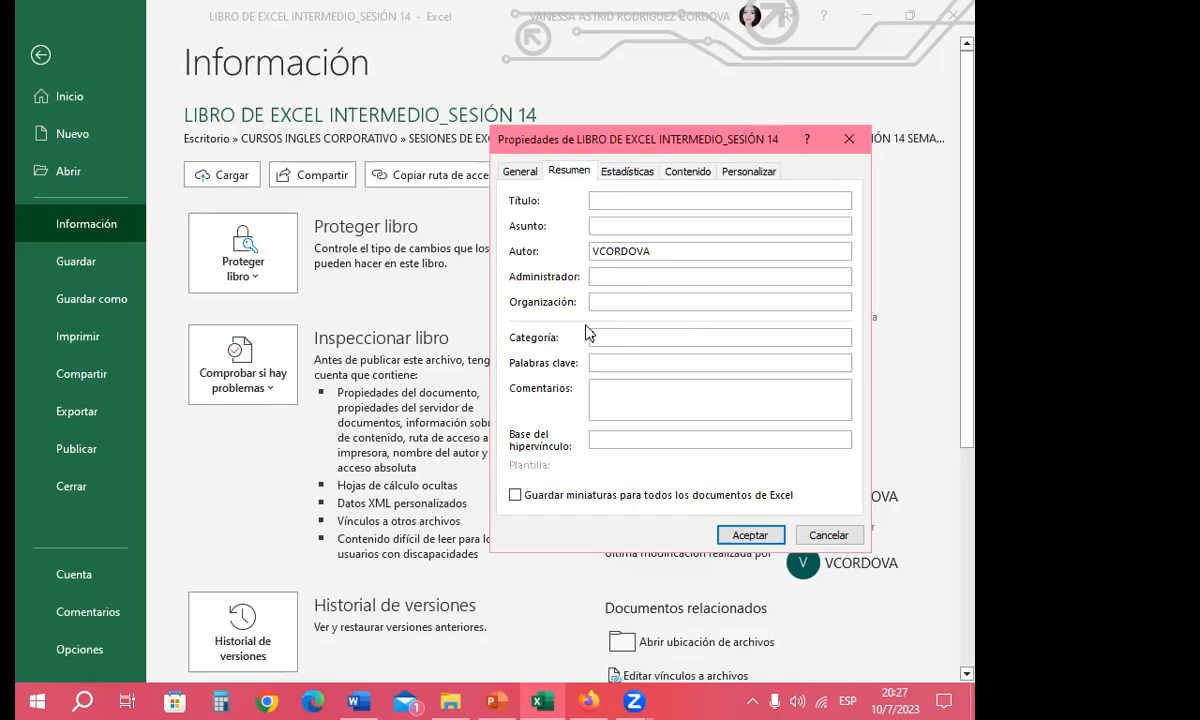 LIBRO DE EXCEL INTERMEDIO_SESIÓN 14 - Excel
VANESSA ASTRID RODRIGUEZ CORDOVA
?
Información
Inicio
Nuevo
Abrir
Información
Guardar
Guardar como
Imprimir
Compartir
Exportar
Publicar
Cerrar
Cuenta
Comentarios
Opciones
LIBRO DE EXCEL INTERMEDIO_SESIÓN 14
Escritorio » CURSOS INGLES CORPORATIVO » SESIONES DE EXC
IÓN 14 SEMA...
Cargar
Compartir
Copiar ruta de acce
Proteger
libro
Proteger libro
Controle el tipo de cambios que los
pueden hacer en este libro.
Comprobar si hay
problemas
Inspeccionar libro
Antes de publicar este archivo, teng
cuenta que contiene:
Propiedades del documento,
propiedades del servidor de
documentos, información sob
de contenido, ruta de acceso a
impresora, nombre del autor y
acceso absoluta
Hojas de cálculo ocultas
Datos XML personalizados
Vínculos a otros archivos
Contenido difícil de leer para lo
usuarios con discapacidades
Historial de
versiones
Historial de versiones
Ver y restaurar versiones anteriores.
Propiedades de LIBRO DE EXCEL INTERMEDIO_SESIÓN 14
?
General
Resumen
Estadísticas
Contenido
Personalizar
Título:
Asunto:
Autor:
VCORDOVA
Administrador:
Organización:
Categoría:
Palabras clave:
Comentarios:
Base del
hipervínculo:
Plantilla:
Guardar miniaturas para todos los documentos de Excel
Aceptar
Cancelar
OVA
Última modificación realizada por
V
VCORDOVA
Documentos relacionados
Abrir ubicación de archivos
Editar vínculos a archivos
1
ESP
20:27
10/7/2023